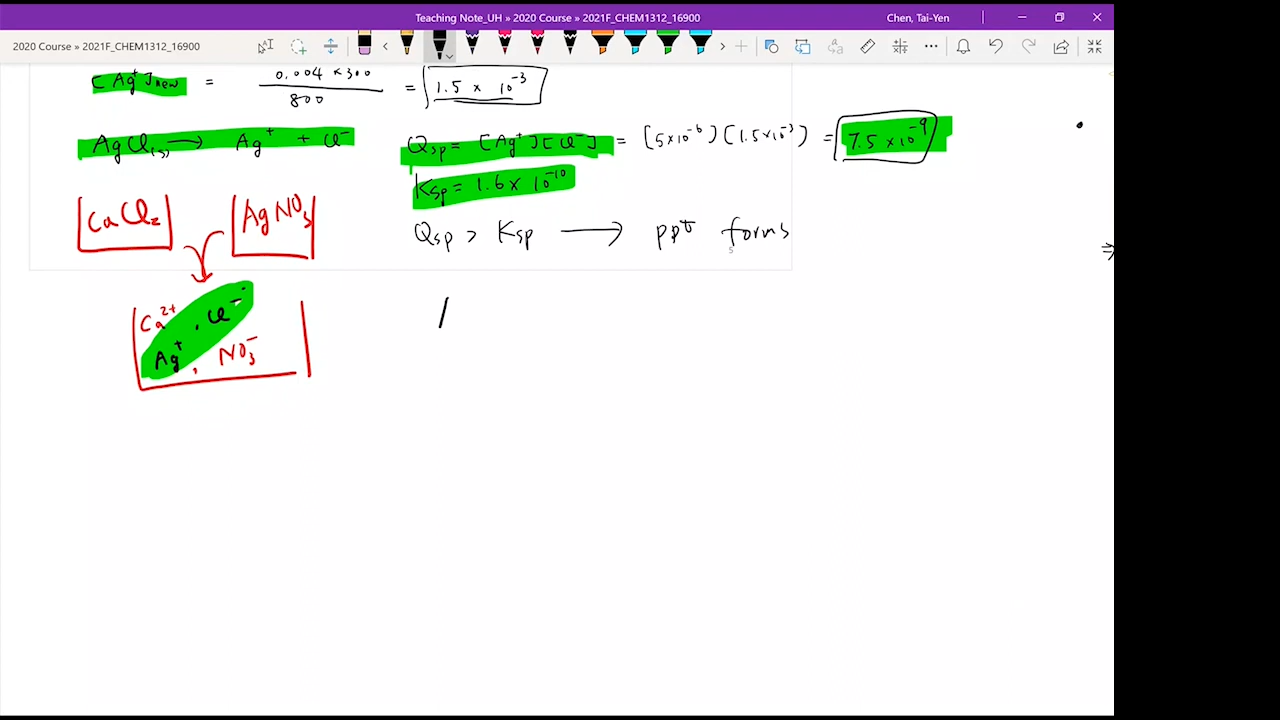 Teaching Note_UH » 2020 Course » 2021F_CHEM1312_16900
Chen, Tai-Yen
2020 Course » 2021F_CHEM1312_16900
[Ag⁺]new = 0.004 × 300 / 800 = 1.5 × 10⁻³
AgCl(s) → Ag⁺ + Cl⁻
Qsp = [Ag⁺][Cl⁻] = [5×10⁻⁶][1.5×10⁻³] = 7.5 × 10⁻⁹
Ksp = 1.6 × 10⁻¹⁰
CaCl₂
AgNO₃
Qsp > Ksp → ppt forms
Ca²⁺, Cl⁻
Ag⁺, NO₃⁻